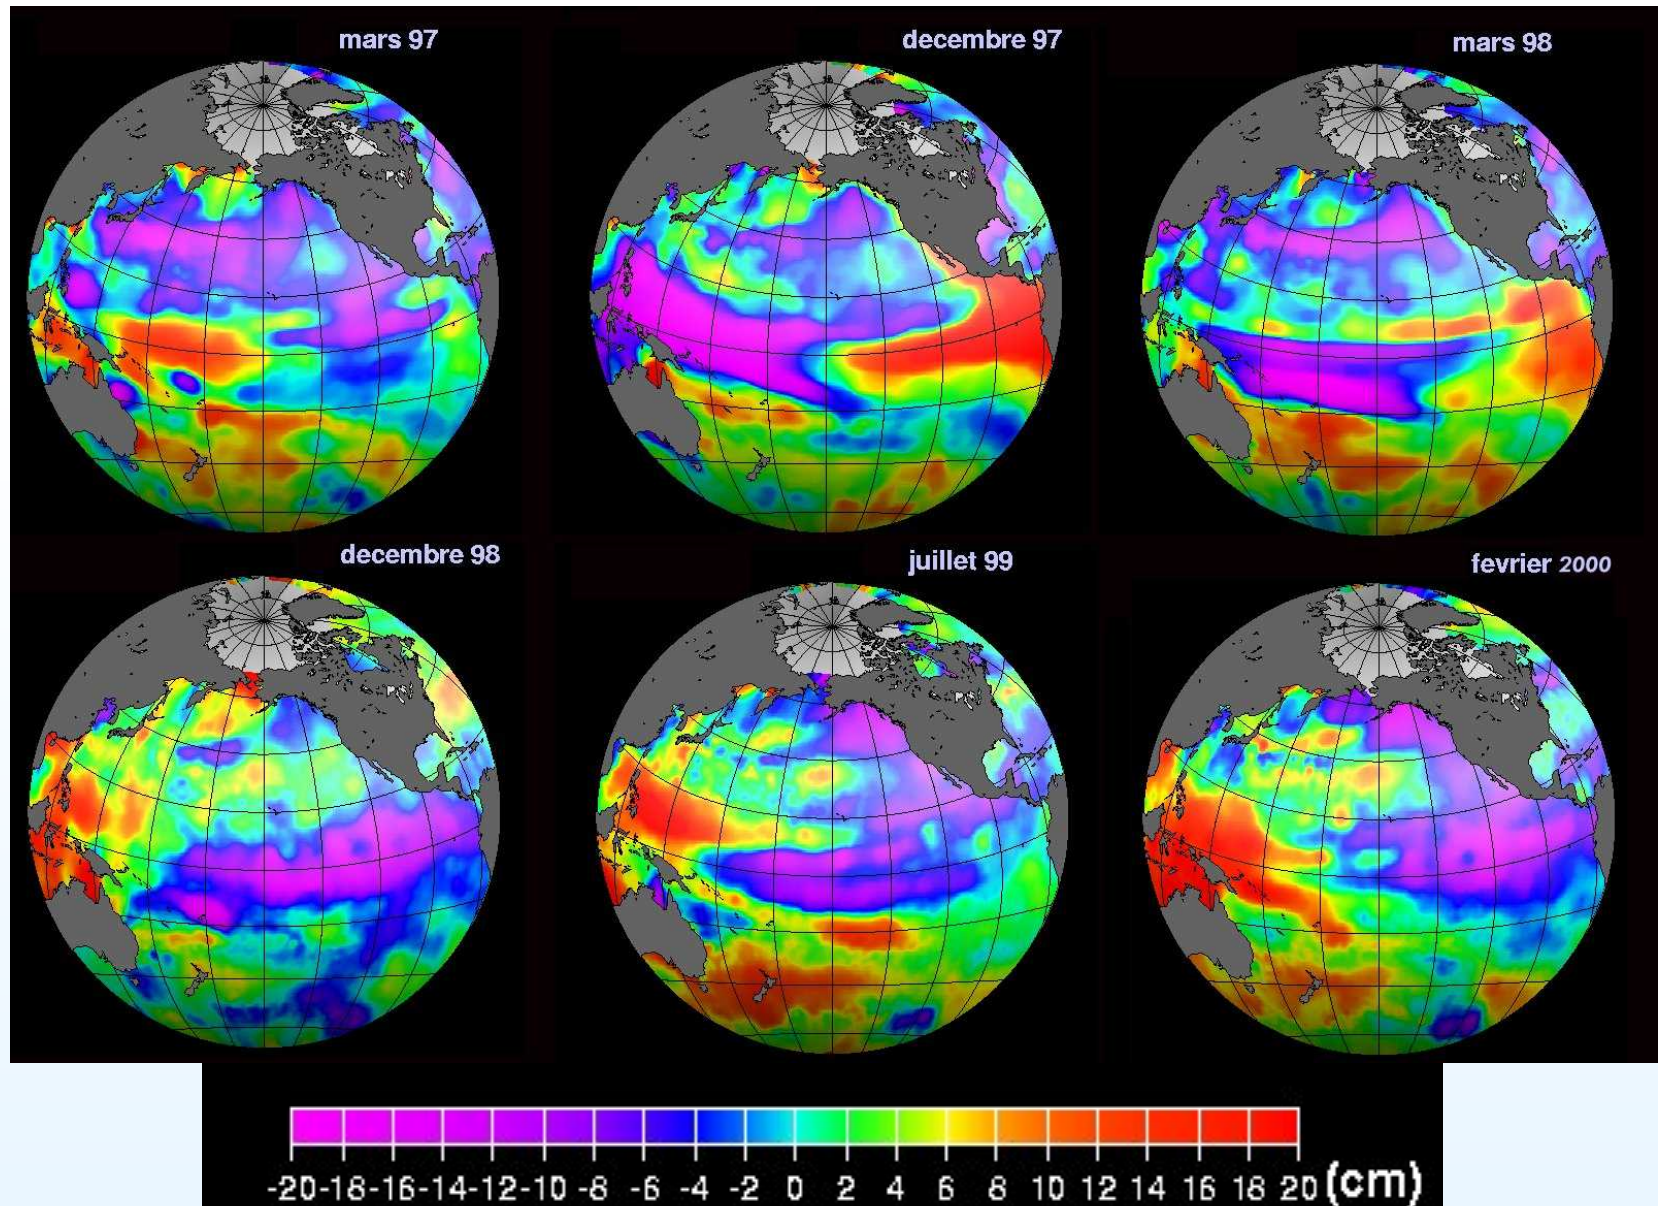 mars 97
decembre 97
mars 98
decembre 98
juillet 99
fevrier 2000
-20 -18 -16 -14 -12 -10 -8 -6 -4 -2 0 2 4 6 8 10 12 14 16 18 20 (cm)